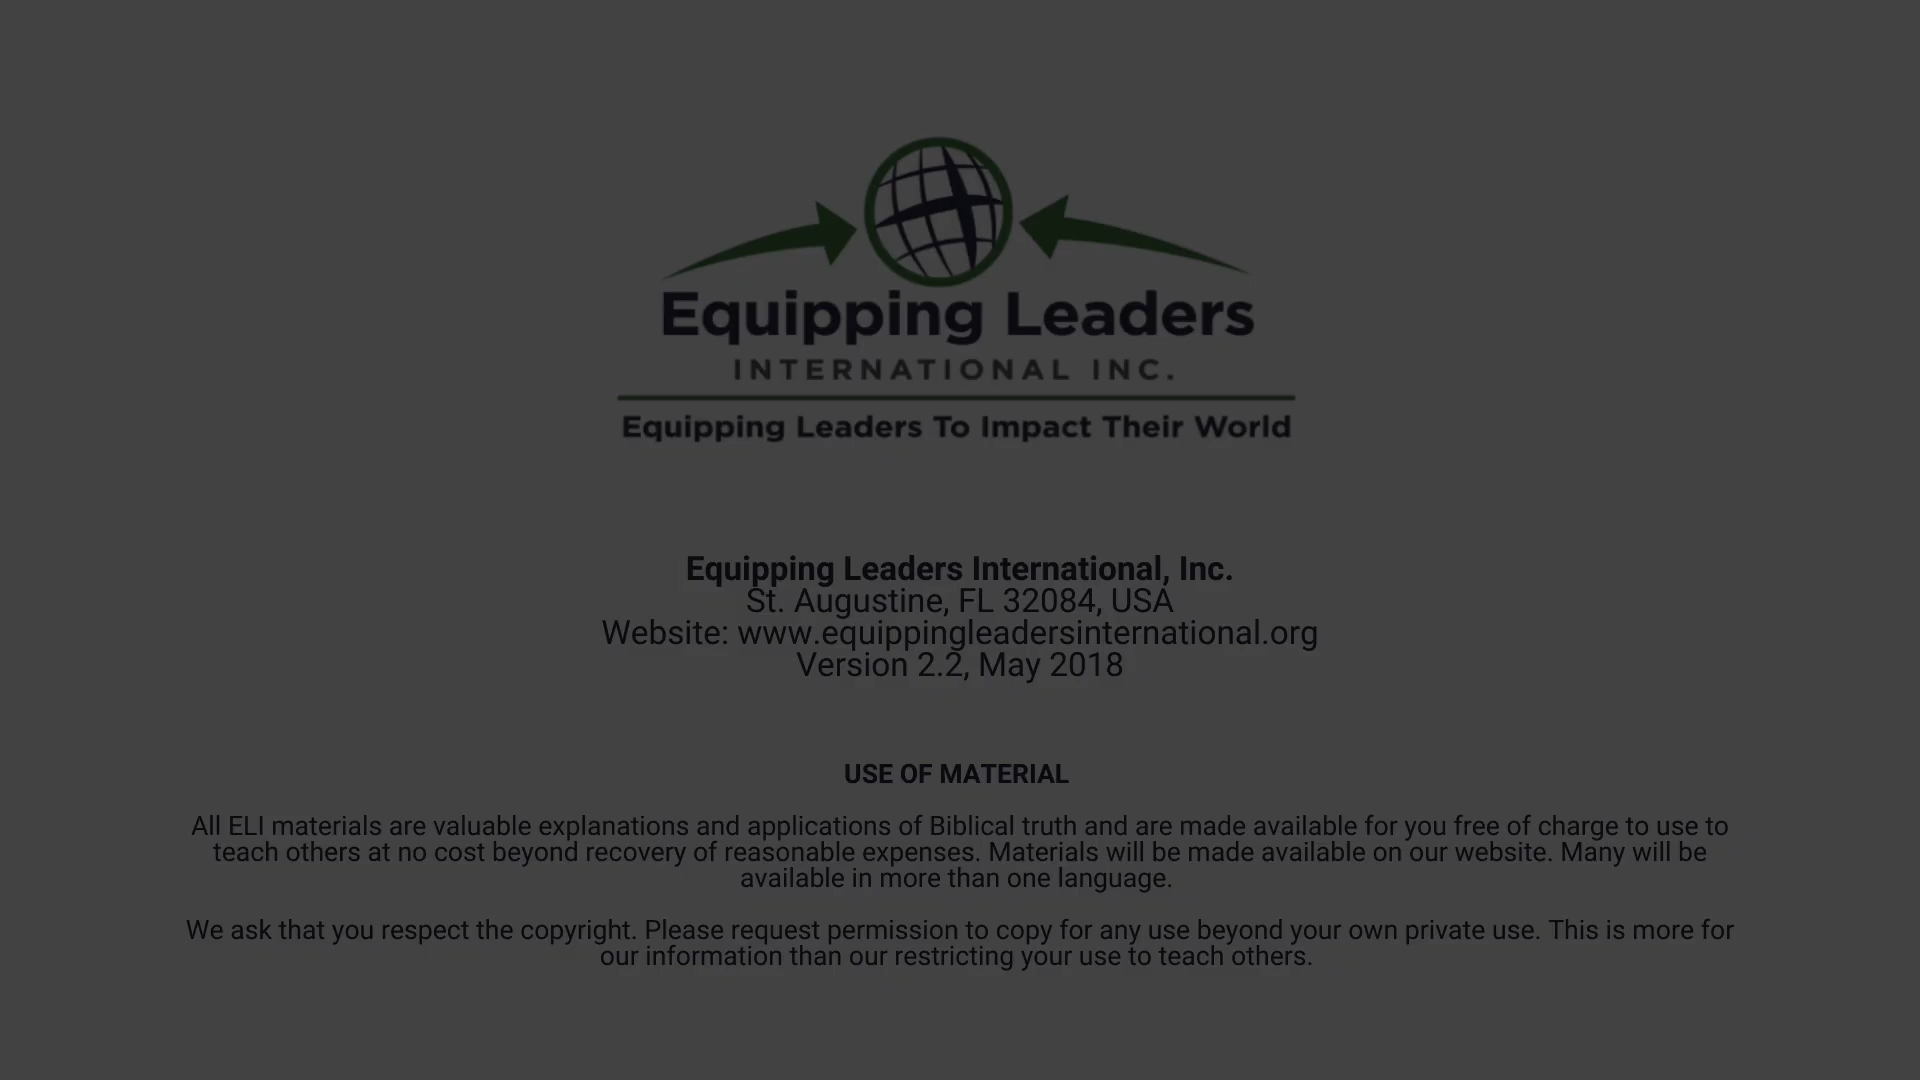 Equipping Leaders
INTERNATIONAL INC.
Equipping Leaders To Impact Their World
Equipping Leaders International, Inc.
St. Augustine, FL 32084, USA
Website: www.equippingleadersinternational.org
Version 2.2, May 2018
USE OF MATERIAL
All ELI materials are valuable explanations and applications of Biblical truth and are made available for you free of charge to use to
teach others at no cost beyond recovery of reasonable expenses. Materials will be made available on our website. Many will be
available in more than one language.
We ask that you respect the copyright. Please request permission to copy for any use beyond your own private use. This is more for
our information than our restricting your use to teach others.